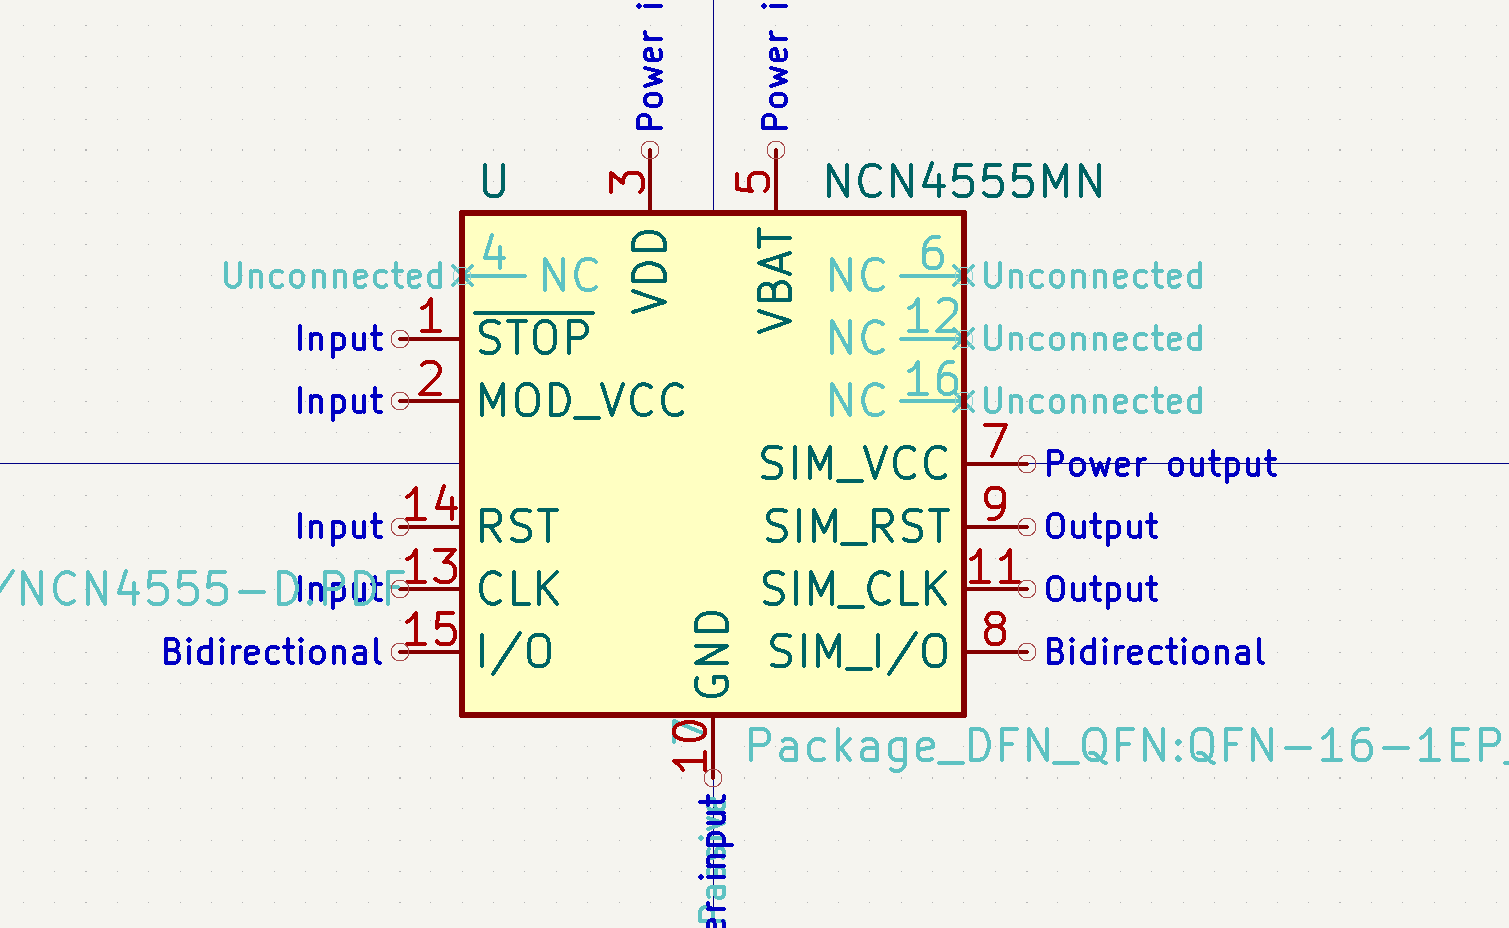 Power i
Power i
U
3
5
NCN4555MN
Unconnected
4
NC
VDD
VBAT
NC
6
Unconnected
Input
1
STOP
NC
12
Unconnected
Input
2
MOD_VCC
NC
16
Unconnected
SIM_VCC
7
Power output
Input
14
RST
SIM_RST
9
Output
/NCN4555-D.PDF
Input
13
CLK
SIM_CLK
11
Output
Bidirectional
15
I/O
GND
SIM_I/O
8
Bidirectional
10
Package_DFN_QFN:QFN-16-1EP_
er input